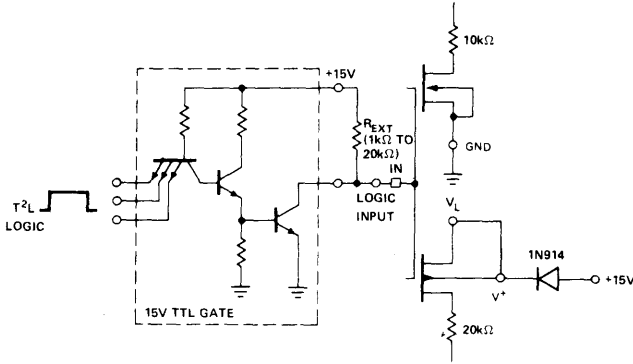 10kΩ
+15V
R_EXT
(1kΩ TO
20kΩ)
IN
GND
T²L
LOGIC
LOGIC
INPUT
V_L
1N914
+15V
V⁺
15V TTL GATE
20kΩ